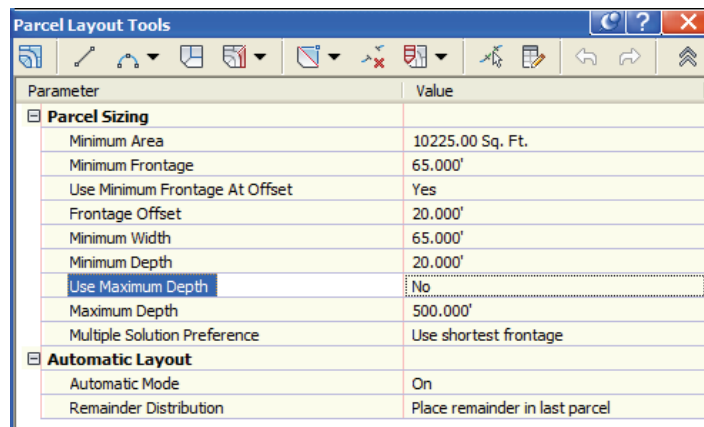 Parcel Layout Tools
Parameter Value
Parcel Sizing
Minimum Area 10225.00 Sq. Ft.
Minimum Frontage 65.000'
Use Minimum Frontage At Offset Yes
Frontage Offset 20.000'
Minimum Width 65.000'
Minimum Depth 20.000'
Use Maximum Depth No
Maximum Depth 500.000'
Multiple Solution Preference Use shortest frontage
Automatic Layout
Automatic Mode On
Remainder Distribution Place remainder in last parcel